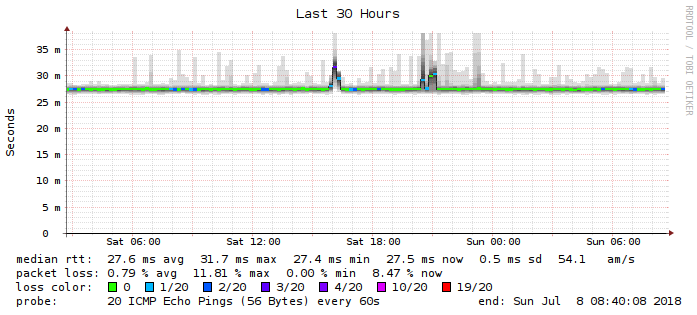 Last 30 Hours
RRDTOOL / TOBI OETIKER
Seconds
35 m
30 m
25 m
20 m
15 m
10 m
5 m
0
Sat 06:00 Sat 12:00 Sat 18:00 Sun 00:00 Sun 06:00
median rtt: 27.6 ms avg 31.7 ms max 27.4 ms min 27.5 ms now 0.5 ms sd 54.1 am/s
packet loss: 0.79 % avg 11.81 % max 0.00 % min 8.47 % now
loss color: 0 1/20 2/20 3/20 4/20 10/20 19/20
probe: 20 ICMP Echo Pings (56 Bytes) every 60s end: Sun Jul 8 08:40:08 2018